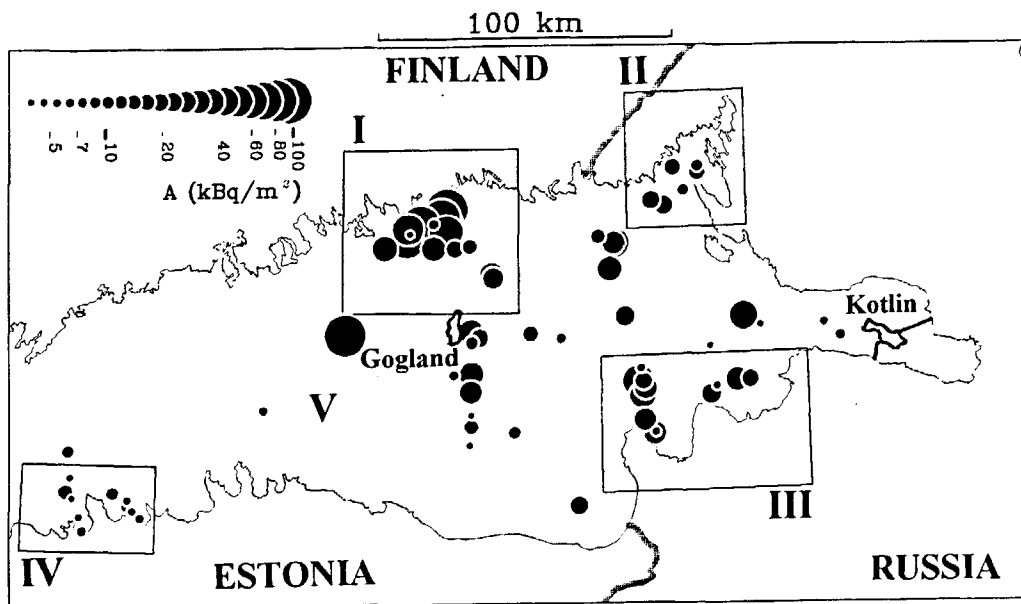 100 km
FINLAND
II
I
5
7
10
20
40
60
80
100
A (kBq/m²)
Kotlin
Gogland
V
III
IV
ESTONIA
RUSSIA